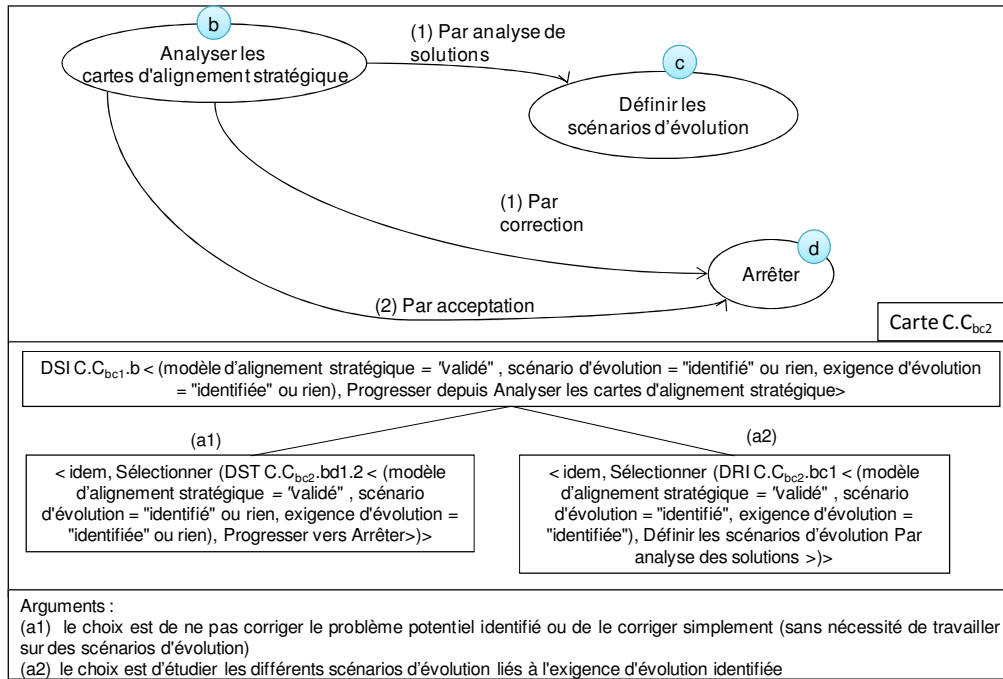 b
Analyser les
cartes d'alignement stratégique
(1) Par analyse de
solutions
c
Définir les
scénarios d'évolution
(1) Par
correction
d
Arrêter
(2) Par acceptation
Carte C.Cbc2
DSI C.Cbc1.b < (modèle d'alignement stratégique = "validé" , scénario d'évolution = "identifié" ou rien, exigence d'évolution
= "identifiée" ou rien), Progresser depuis Analyser les cartes d'alignement stratégique>
(a1)
(a2)
< idem, Sélectionner (DST C.Cbc2.bd1.2 < (modèle
d'alignement stratégique = "validé" , scénario
d'évolution = "identifié" ou rien, exigence d'évolution =
"identifiée" ou rien), Progresser vers Arrêter>)>
< idem, Sélectionner (DRI C.Cbc2.bc1 < (modèle
d'alignement stratégique = "validé" , scénario
d'évolution = "identifié", exigence d'évolution =
"identifiée"), Définir les scénarios d'évolution Par
analyse des solutions >)>
Arguments :
(a1) le choix est de ne pas corriger le problème potentiel identifié ou de le corriger simplement (sans nécessité de travailler
sur des scénarios d'évolution)
(a2) le choix est d'étudier les différents scénarios d'évolution liés à l'exigence d'évolution identifiée